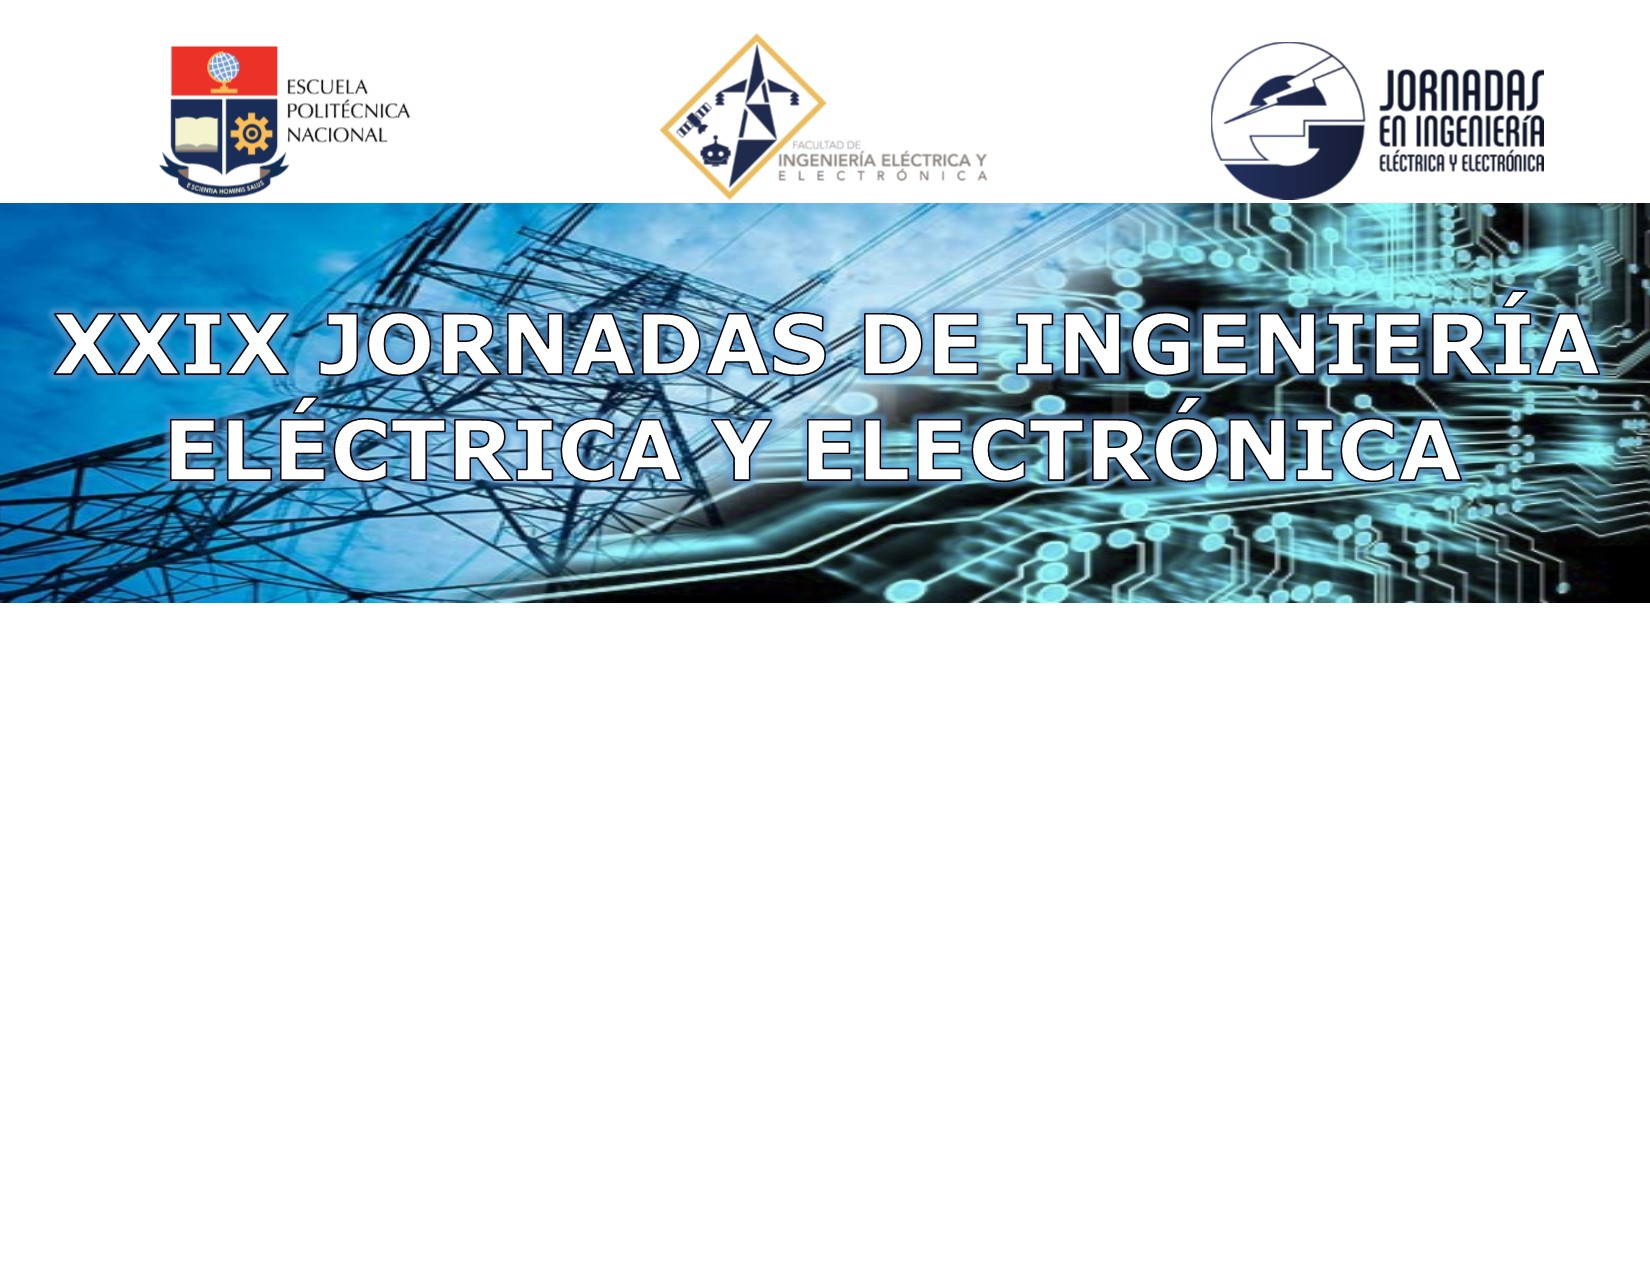 ESCUELA
POLITÉCNICA
NACIONAL
E SCIENTIA HOMINIS SALUS
FACULTAD DE
INGENIERÍA ELÉCTRICA Y
ELECTRÓNICA
JORNADAS
EN INGENIERÍA
ELÉCTRICA Y ELECTRÓNICA
XXIX JORNADAS DE INGENIERÍA
ELÉCTRICA Y ELECTRÓNICA